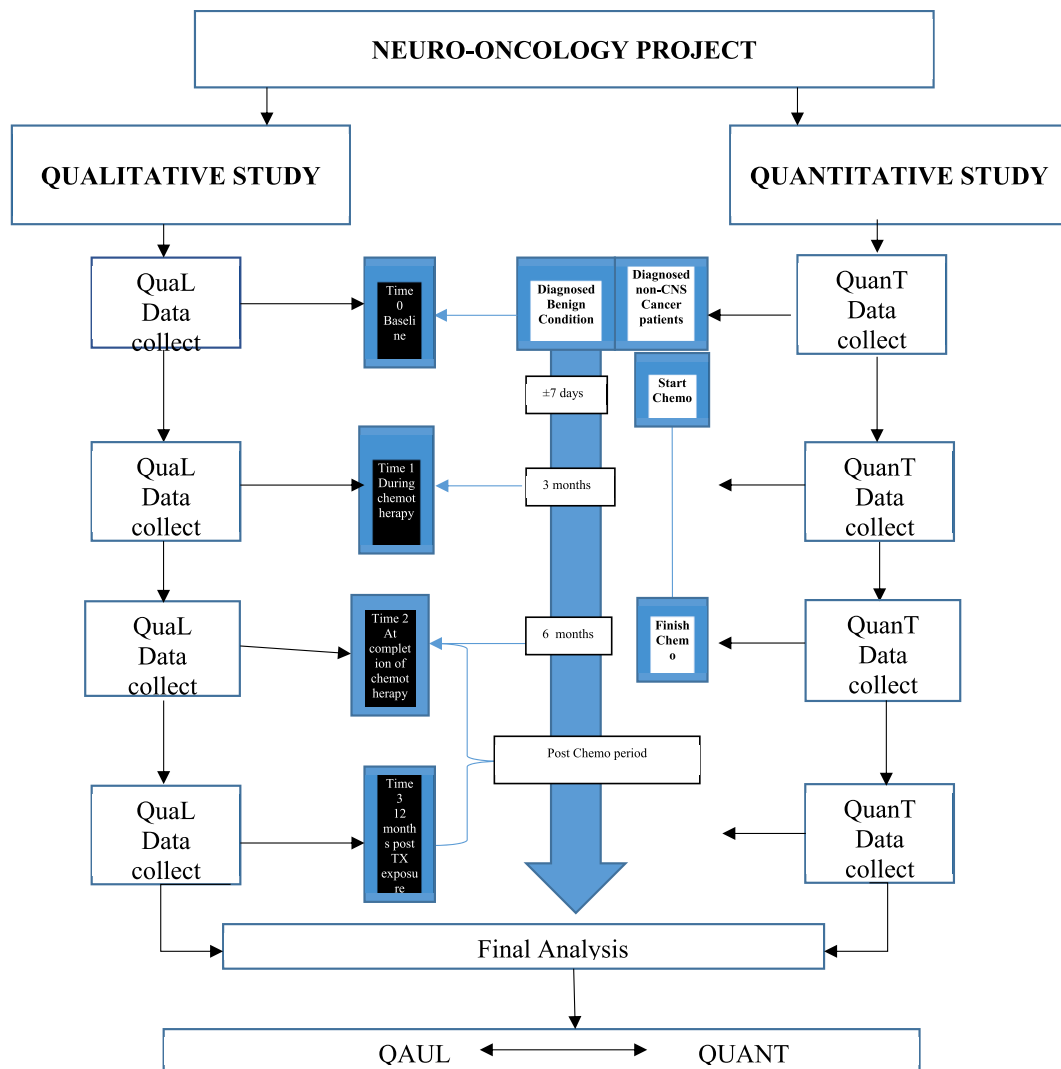 NEURO-ONCOLOGY PROJECT
QUALITATIVE STUDY
QUANTITATIVE STUDY
QuaL
Data
collect
Time
0
Baseli
ne
Diagnosed
Benign
Condition
Diagnosed
non-CNS
Cancer
patients
QuanT
Data
collect
±7 days
Start
Chemo
QuaL
Data
collect
Time 1
During
chemot
herapy
3 months
QuanT
Data
collect
QuaL
Data
collect
Time 2
At
complet
ion of
chemot
herapy
6 months
Finish
Chem
o
QuanT
Data
collect
Post Chemo period
QuaL
Data
collect
Time
3
12
month
s post
TX
exposu
re
QuanT
Data
collect
Final Analysis
QAUL QUANT